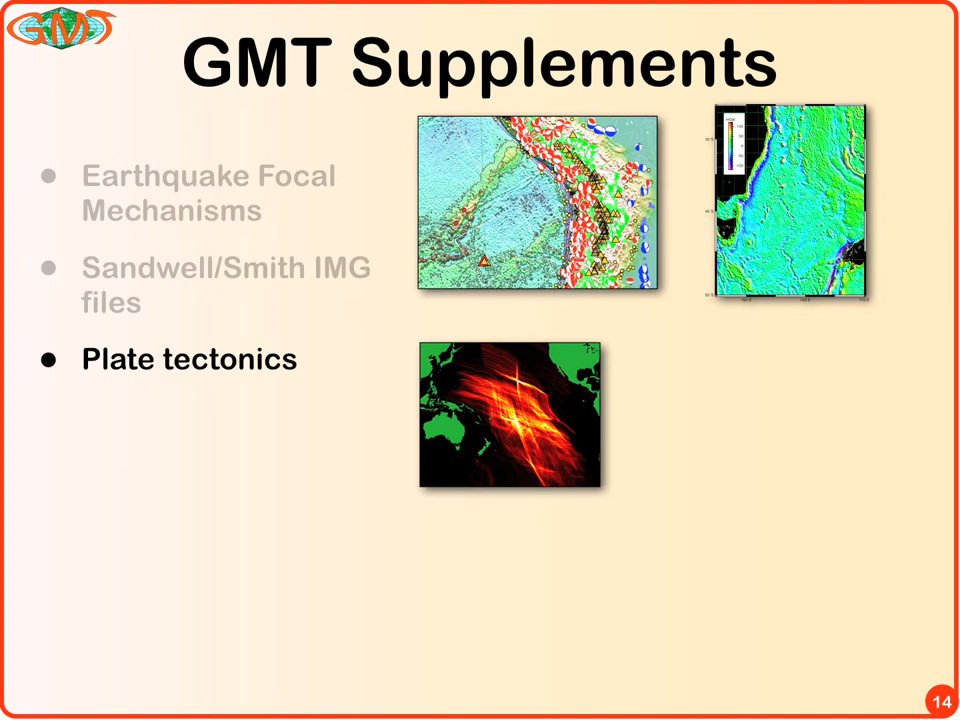 GMT
GMT Supplements
Earthquake Focal
Mechanisms
Sandwell/Smith IMG
files
Plate tectonics
14